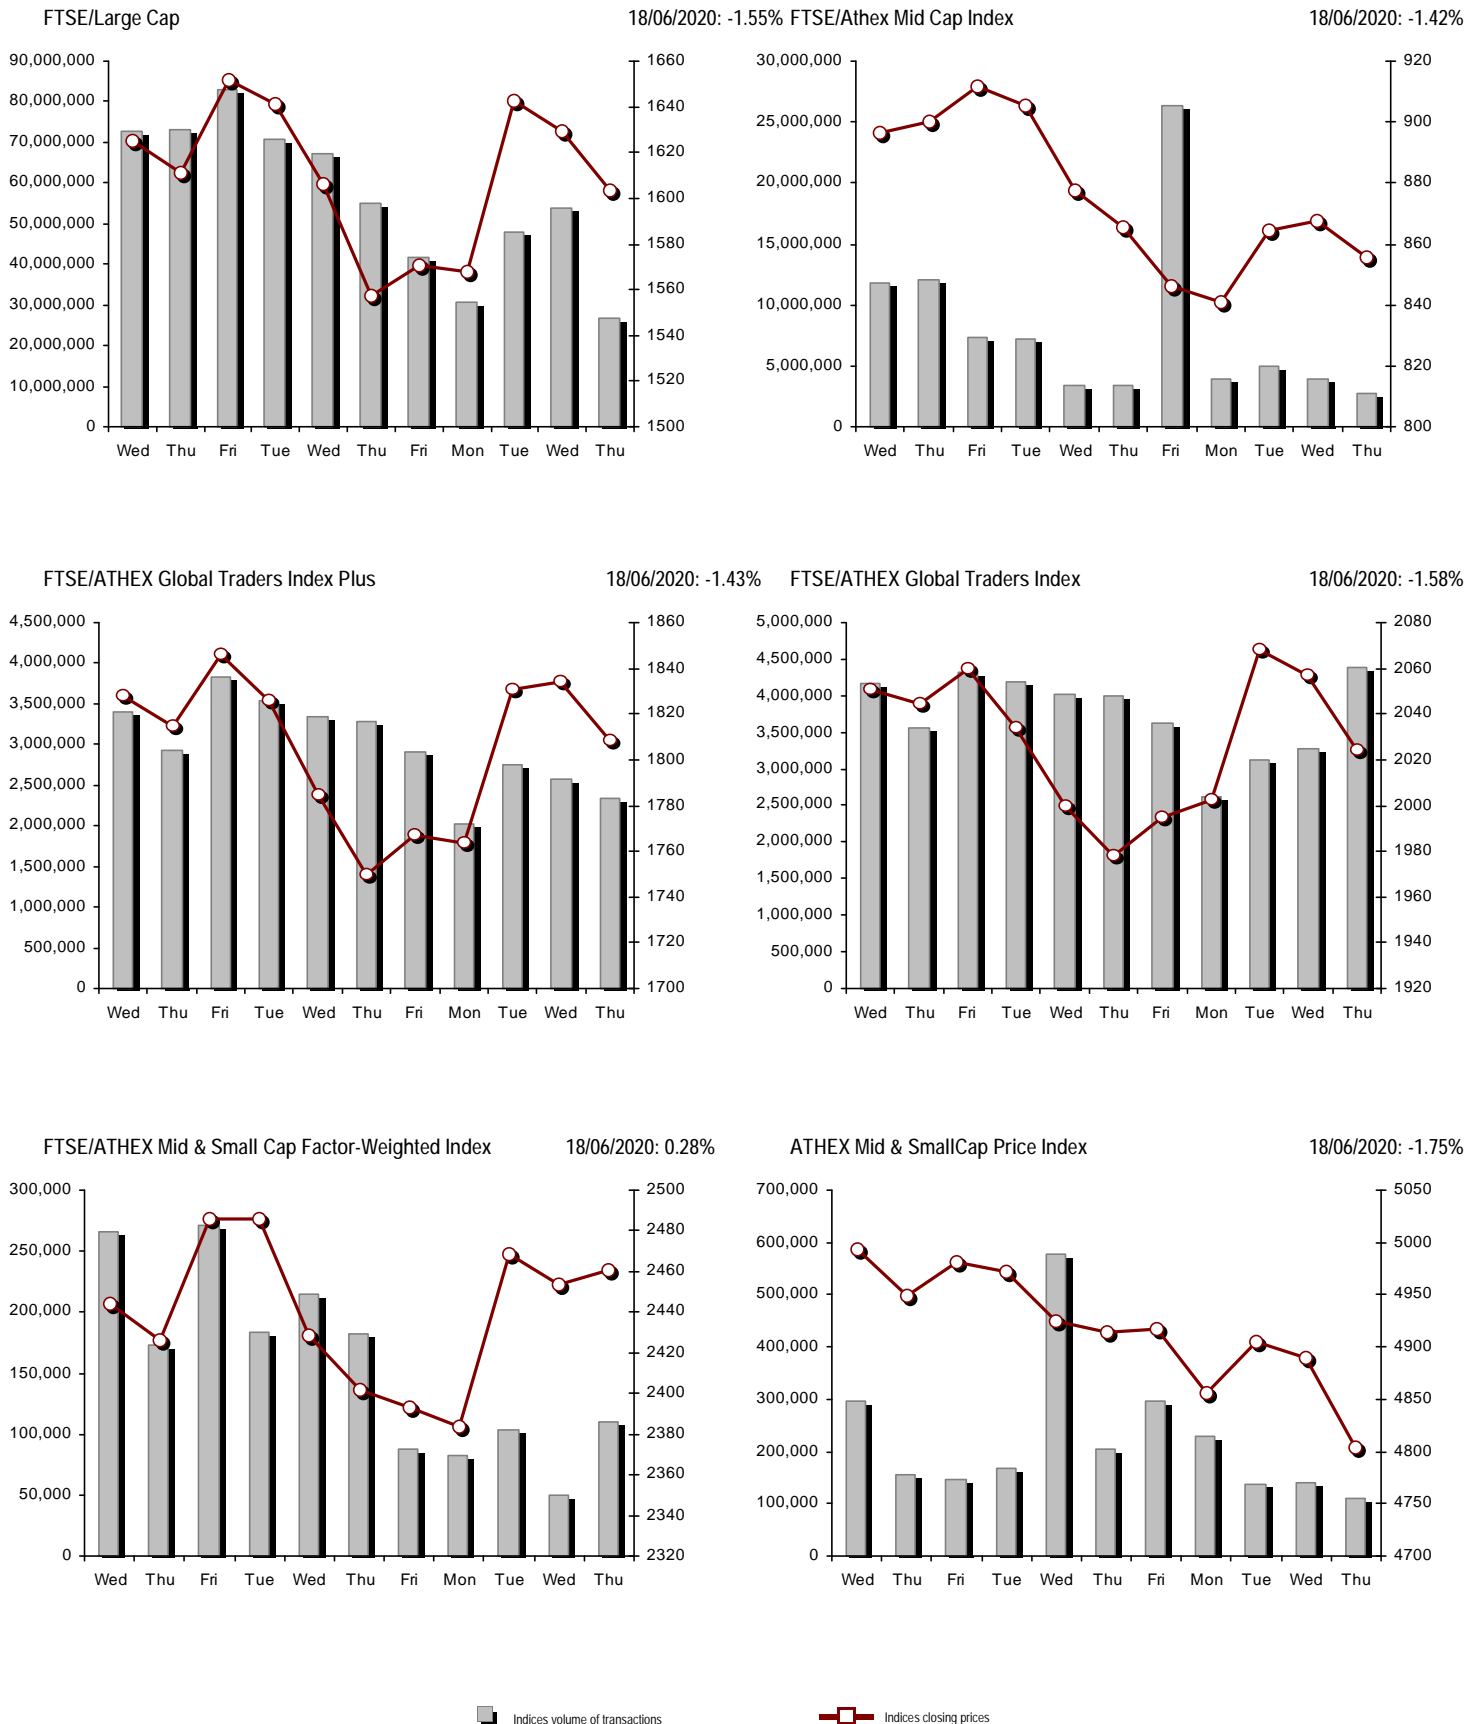 FTSE/Large Cap 18/06/2020: -1.55% FTSE/Athex Mid Cap Index 18/06/2020: -1.42%
90,000,000 1660 30,000,000 920
80,000,000 1640
70,000,000 1620 25,000,000 900
60,000,000 1600 20,000,000 880
50,000,000 1580
40,000,000 1560 15,000,000 860
30,000,000 1540 10,000,000 840
20,000,000 1520 5,000,000 820
10,000,000 1500
0 1500 0 800
Wed Thu Fri Tue Wed Thu Fri Mon Tue Wed Thu Wed Thu Fri Tue Wed Thu Fri Mon Tue Wed Thu
FTSE/ATHEX Global Traders Index Plus 18/06/2020: -1.43% FTSE/ATHEX Global Traders Index 18/06/2020: -1.58%
4,500,000 1860 5,000,000 2080
4,000,000 1840 4,500,000 2060
3,500,000 1820 4,000,000 2040
3,000,000 1800 3,500,000 2020
2,500,000 1780 3,000,000 2000
2,000,000 1760 2,500,000 1980
1,500,000 1740 2,000,000 1960
1,000,000 1720 1,500,000 1940
500,000 1,000,000
500,000
0 1700 0 1920
Wed Thu Fri Tue Wed Thu Fri Mon Tue Wed Thu Wed Thu Fri Tue Wed Thu Fri Mon Tue Wed Thu
FTSE/ATHEX Mid & Small Cap Factor-Weighted Index 18/06/2020: 0.28% ATHEX Mid & SmallCap Price Index 18/06/2020: -1.75%
300,000 2500 700,000 5050
250,000 2480 600,000 5000
200,000 2460 500,000 4950
150,000 2440 400,000 4900
100,000 2420 300,000 4850
50,000 2400 200,000 4800
2380 100,000 4750
2360
2340
0 2320 0 4700
Wed Thu Fri Tue Wed Thu Fri Mon Tue Wed Thu Wed Thu Fri Tue Wed Thu Fri Mon Tue Wed Thu
Indices volume of transactions Indices closing prices